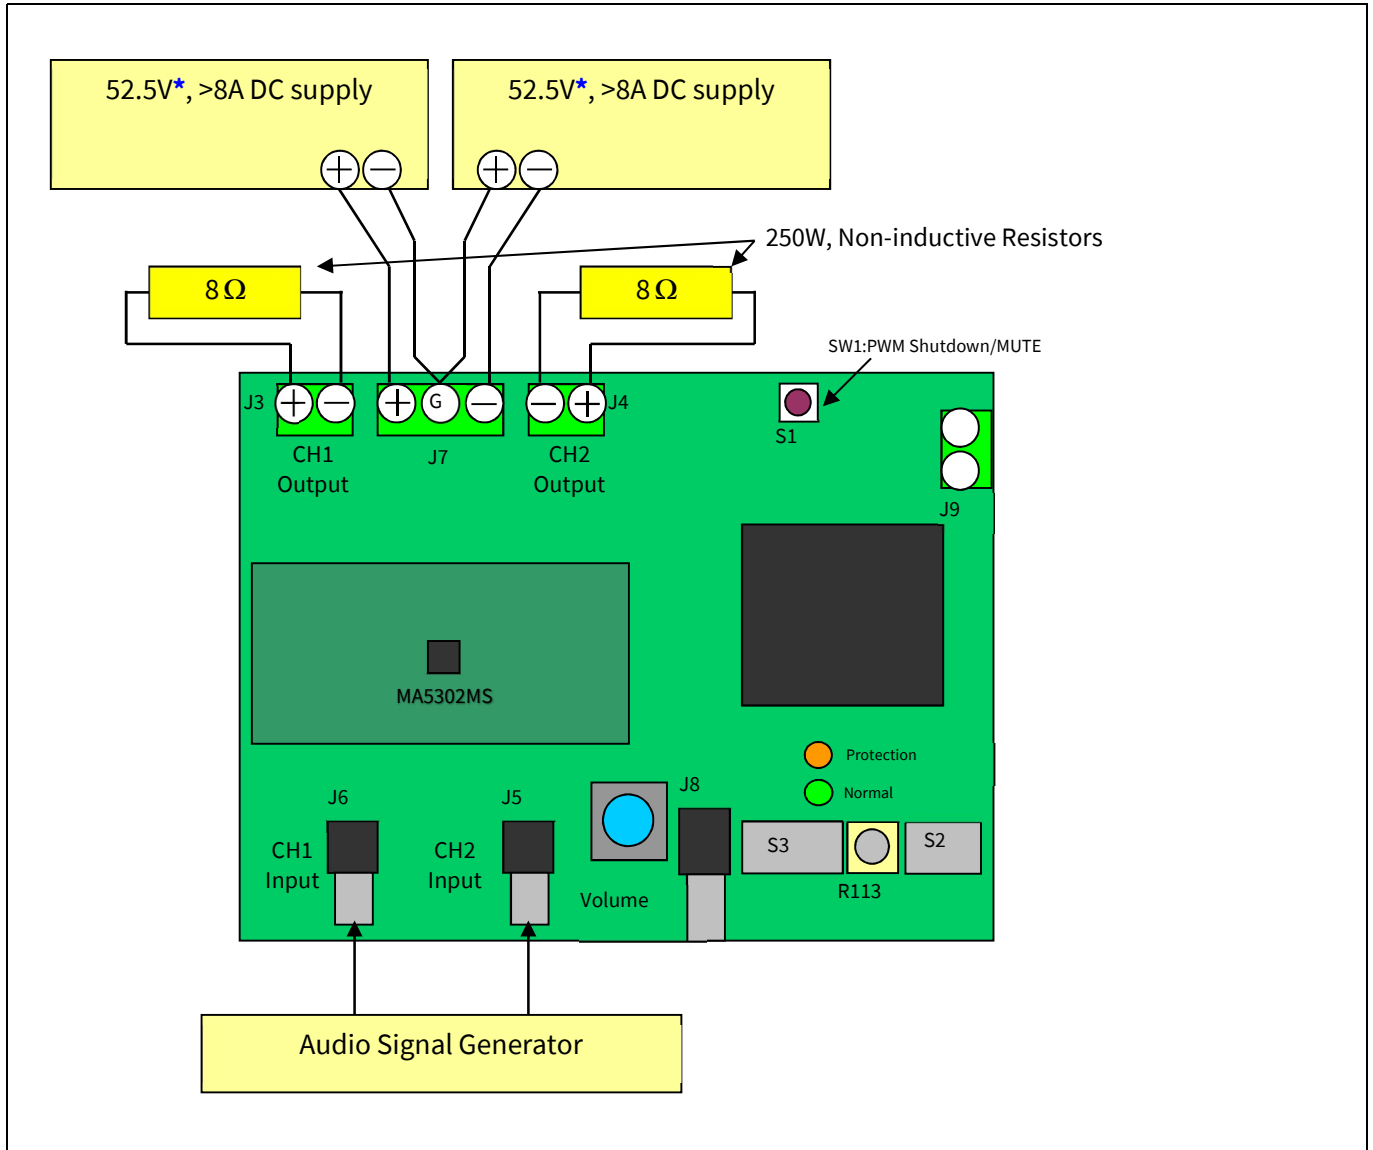 52.5V*, >8A DC supply
52.5V*, >8A DC supply
250W, Non-inductive Resistors
8 Ω
8 Ω
SW1:PWM Shutdown/MUTE
J3
G
J4
S1
CH1
Output
J7
CH2
Output
J9
MA5302MS
Protection
Normal
J6
J5
J8
CH1
Input
CH2
Input
Volume
S3
S2
R113
Audio Signal Generator